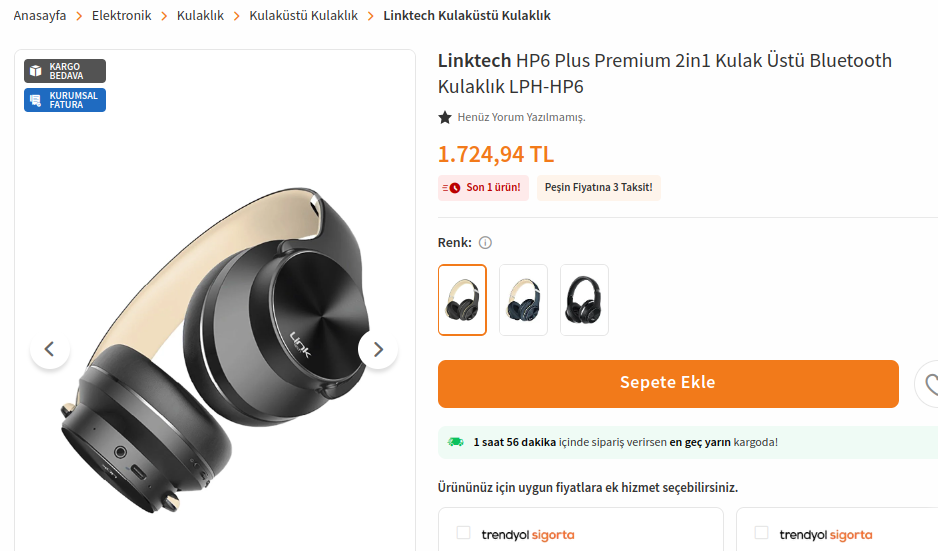 Anasayfa > Elektronik > Kulaklık > Kulaküstü Kulaklık > Linktech Kulaküstü Kulaklık
KARGO
BEDAVA
KURUMSAL
FATURA
Link
Linktech HP6 Plus Premium 2in1 Kulak Üstü Bluetooth
Kulaklık LPH-HP6
Henüz Yorum Yazılmamış.
1.724,94 TL
Son 1 ürün! Peşin Fiyatına 3 Taksit!
Renk:
Sepete Ekle
1 saat 56 dakika içinde sipariş verirsen en geç yarın kargoda!
Ürününüz için uygun fiyatlara ek hizmet seçebilirsiniz.
trendyol sigorta trendyol sigorta